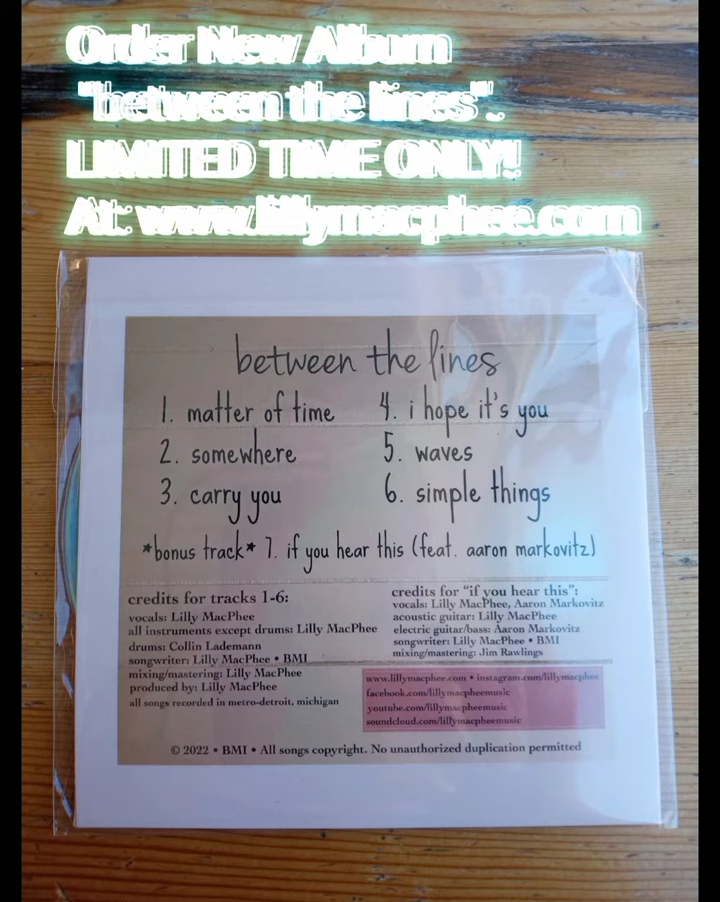 Order New Album
"between the lines"..
LIMITED TIME ONLY!
At: www.lillymacphee.com
between the lines
1. matter of time
2. somewhere
3. carry you
4. i hope it's you
5. waves
6. simple things
*bonus track* 7. if you hear this (feat. aaron markovitz)
credits for tracks 1-6:
vocals: Lilly MacPhee
all instruments except drums: Lilly MacPhee
drums: Collin Lademann
songwriter: Lilly MacPhee • BMI
mixing/mastering: Lilly MacPhee
produced by: Lilly MacPhee
all songs recorded in metro-detroit, michigan
credits for "if you hear this":
vocals: Lilly MacPhee, Aaron Markovitz
acoustic guitar: Lilly MacPhee
electric guitar/bass: Aaron Markovitz
songwriter: Lilly MacPhee • BMI
mixing/mastering: Jim Rawlings
www.lillymacphee.com • instagram.com/lillymacphee
facebook.com/lillymacpheemusic
youtube.com/lillymacpheemusic
soundcloud.com/lillymacpheemusic
© 2022 • BMI • All songs copyright. No unauthorized duplication permitted